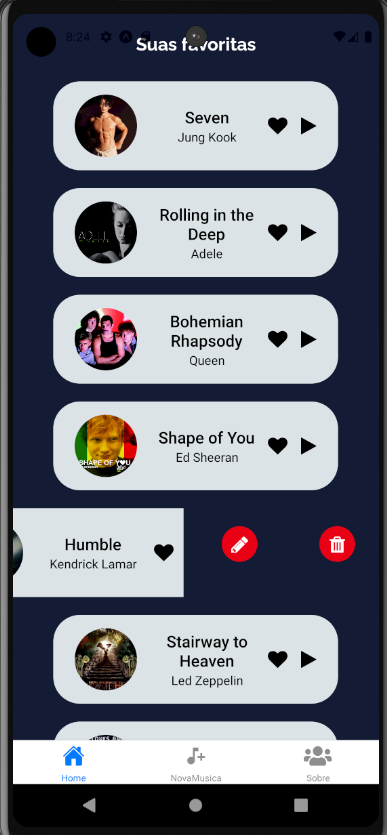 8:24
Suas favoritas
Seven
Jung Kook
Rolling in the
Deep
Adele
ADELE
Bohemian
Rhapsody
Queen
Shape of You
Ed Sheeran
SHAPE OF YOU
Humble
Kendrick Lamar
Stairway to
Heaven
Led Zeppelin
Home
NovaMusica
Sobre